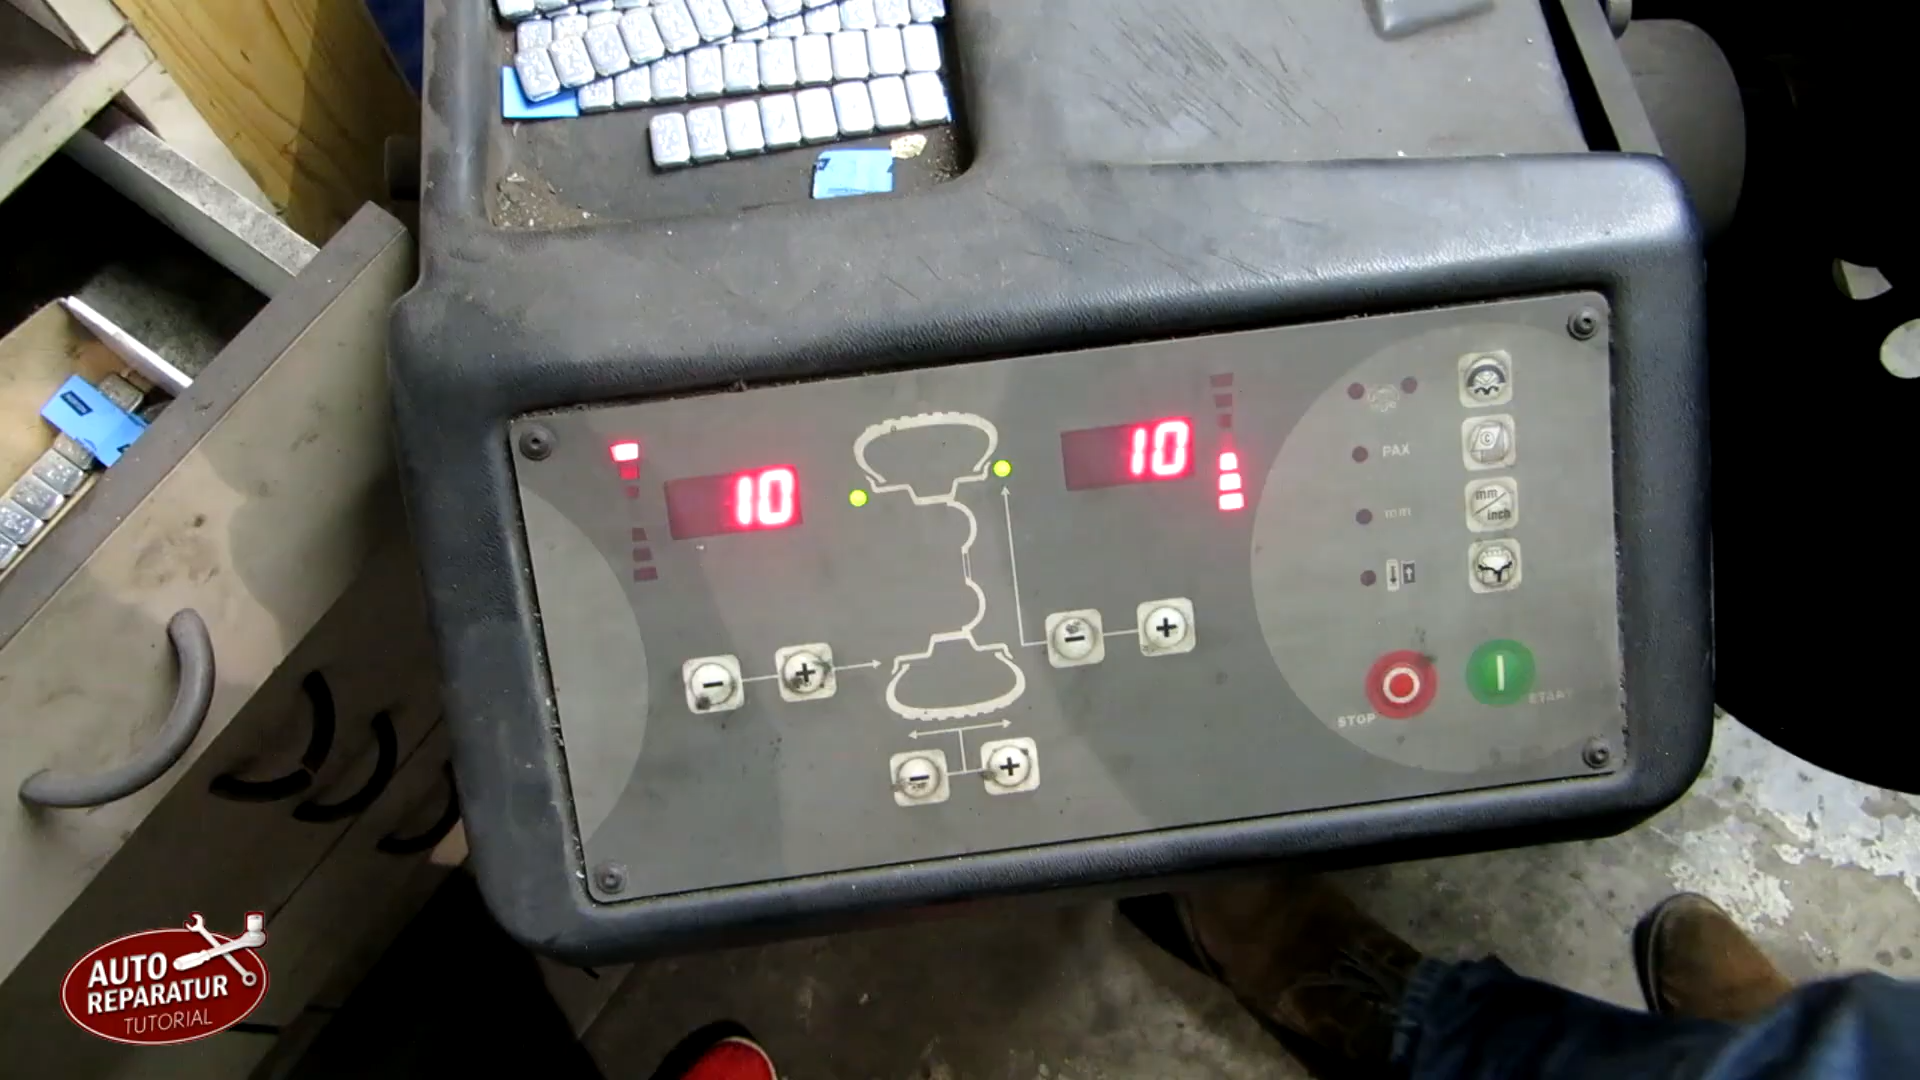 10
10
PAX
mm
inch
STOP
START
AUTO
REPARATUR
TUTORIAL